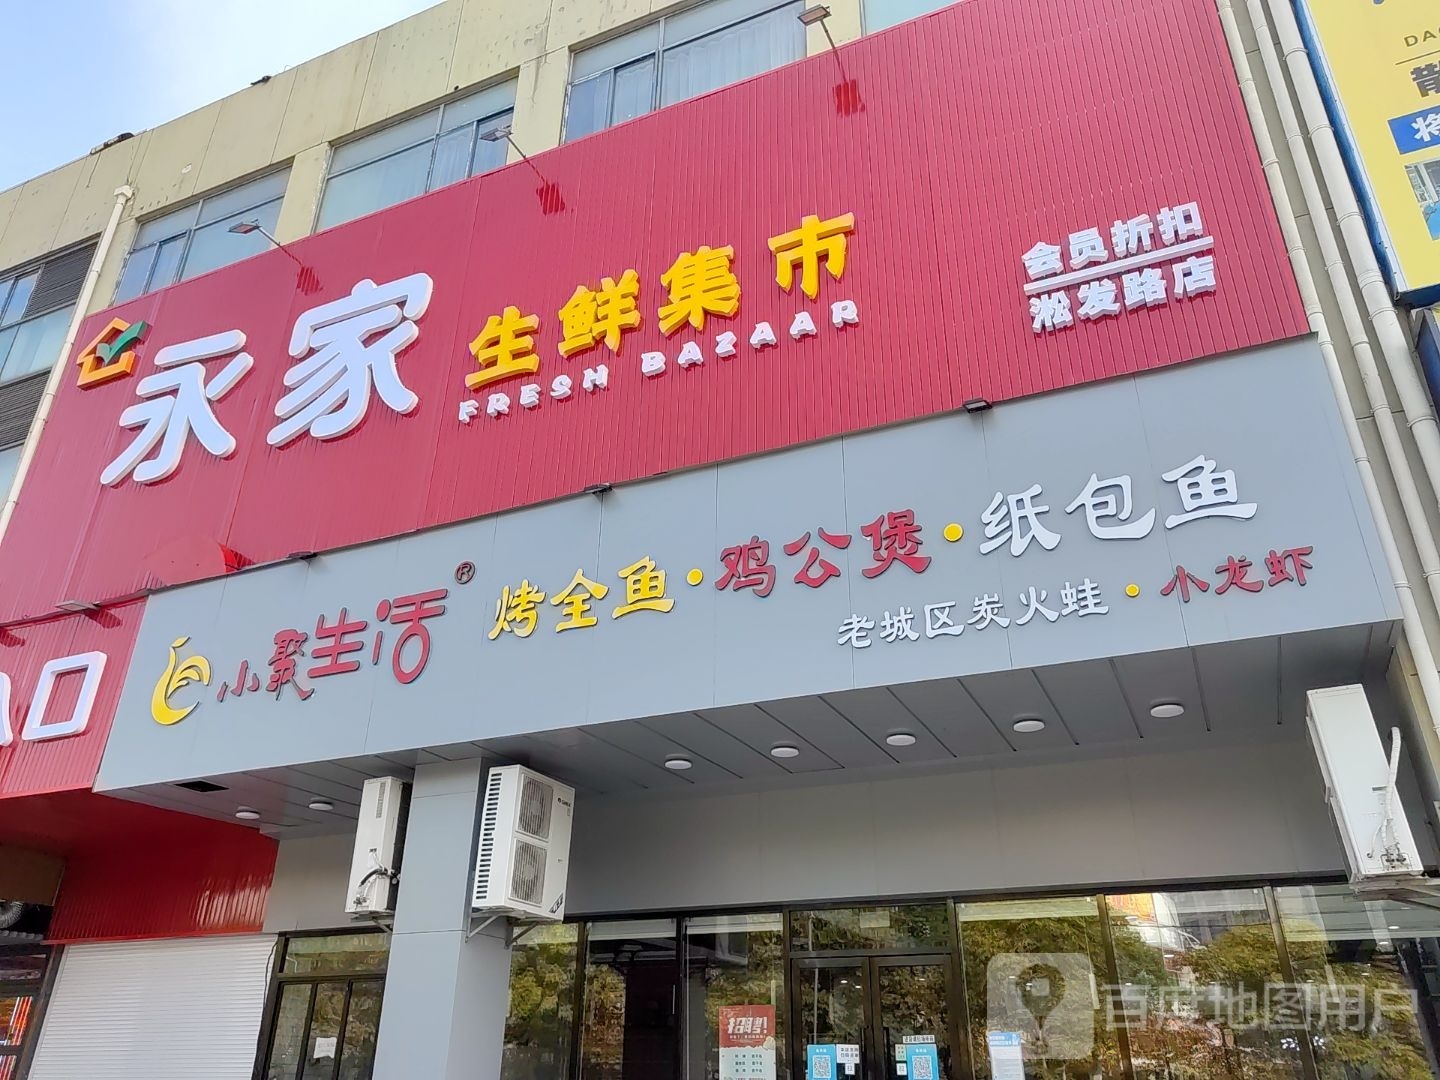 永家
生鲜集市
FRESH BAZAAR
会员折扣
淞发路店
小聚生活®
烤全鱼·鸡公煲·纸包鱼
老城区炭火蛙·小龙虾
口
招聘!
百度地图用户